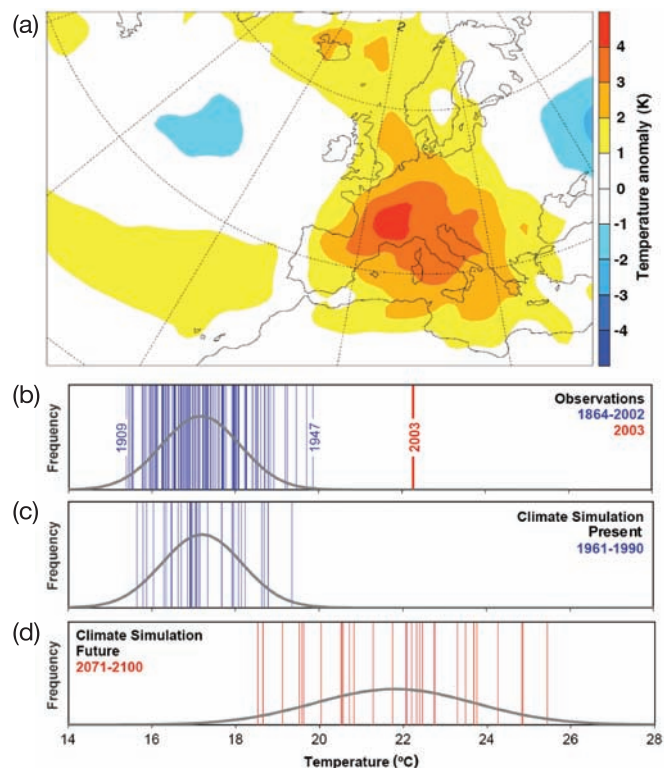 (a)
2
4
3
2
1
0
-1
-2
-3
-4
Temperature anomaly (K)
(b)
Frequency
1909
1947
2003
Observations
1864-2002
2003
(c)
Frequency
Climate Simulation
Present
1961-1990
(d)
Frequency
Climate Simulation
Future
2071-2100
14 16 18 20 22 24 26 28
Temperature (ºC)